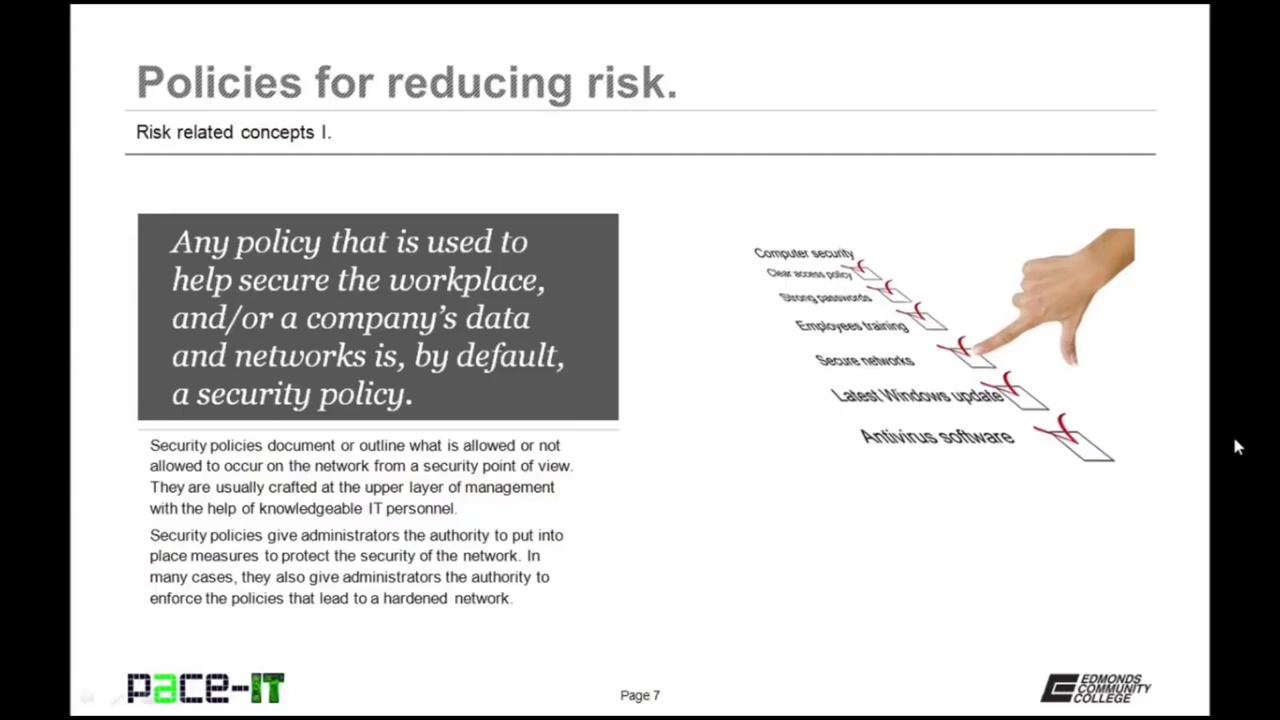 Policies for reducing risk.
Risk related concepts I.
Any policy that is used to
help secure the workplace,
and/or a company's data
and networks is, by default,
a security policy.
Security policies document or outline what is allowed or not
allowed to occur on the network from a security point of view.
They are usually crafted at the upper layer of management
with the help of knowledgeable IT personnel.
Security policies give administrators the authority to put into
place measures to protect the security of the network. In
many cases, they also give administrators the authority to
enforce the policies that lead to a hardened network.
Computer security
Clear access policy
Strong passwords
Employees training
Secure networks
Latest Windows update
Antivirus software
pace-IT
Page 7
EDMONDS
COMMUNITY
COLLEGE